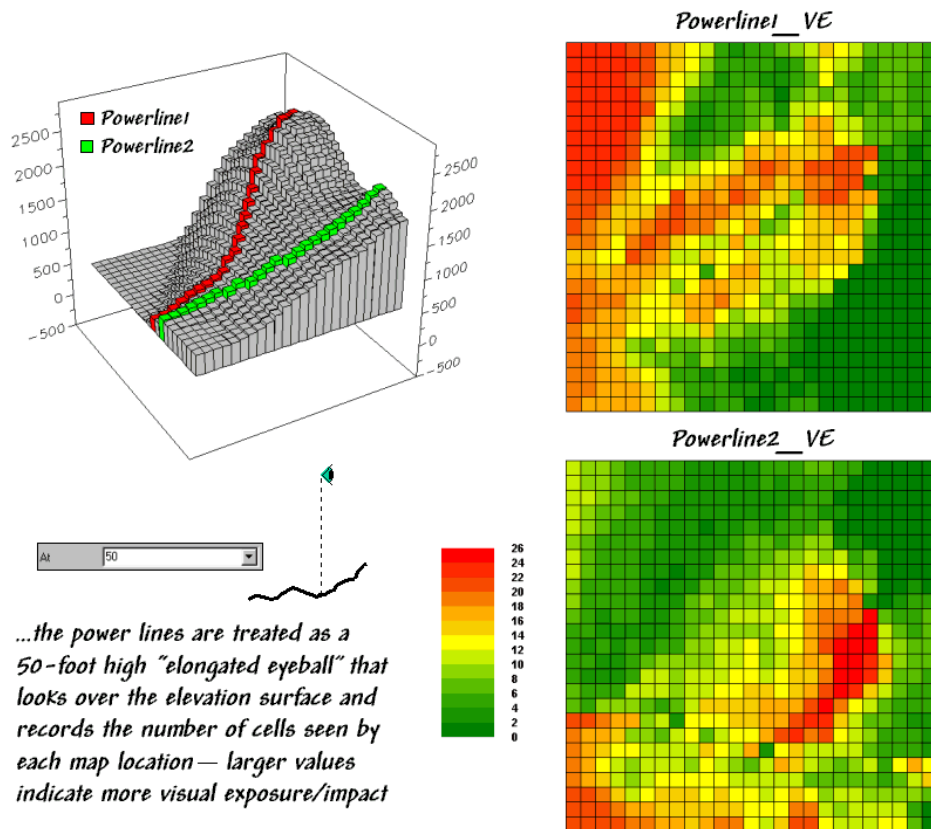 Powerline1__VE
Powerline1
Powerline2
2500
2000
1500
1000
500
0
-500
2500
2000
1500
1000
500
0
-500
Powerline2__VE
At 50
26
24
22
20
18
16
14
12
10
8
6
4
2
0
...the power lines are treated as a
50-foot high "elongated eyeball" that
looks over the elevation surface and
records the number of cells seen by
each map location— larger values
indicate more visual exposure/impact